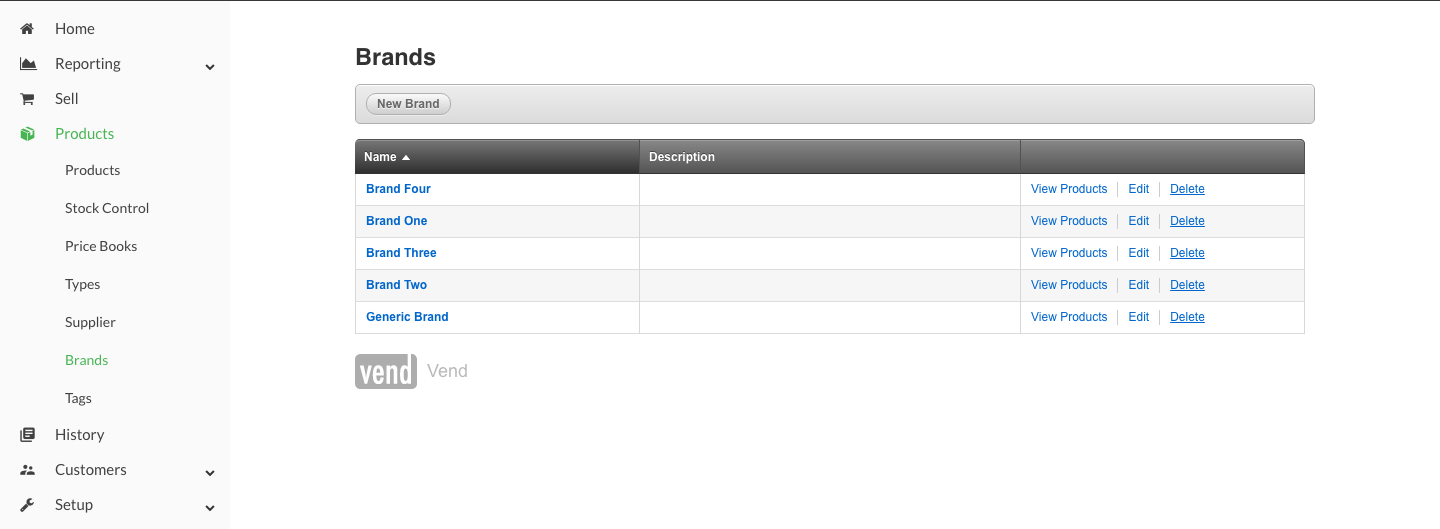 Home
Reporting
Sell
Products
Products
Stock Control
Price Books
Types
Supplier
Brands
Tags
History
Customers
Setup
Brands
New Brand
Name Description
Brand Four View Products Edit Delete
Brand One View Products Edit Delete
Brand Three View Products Edit Delete
Brand Two View Products Edit Delete
Generic Brand View Products Edit Delete
vend Vend